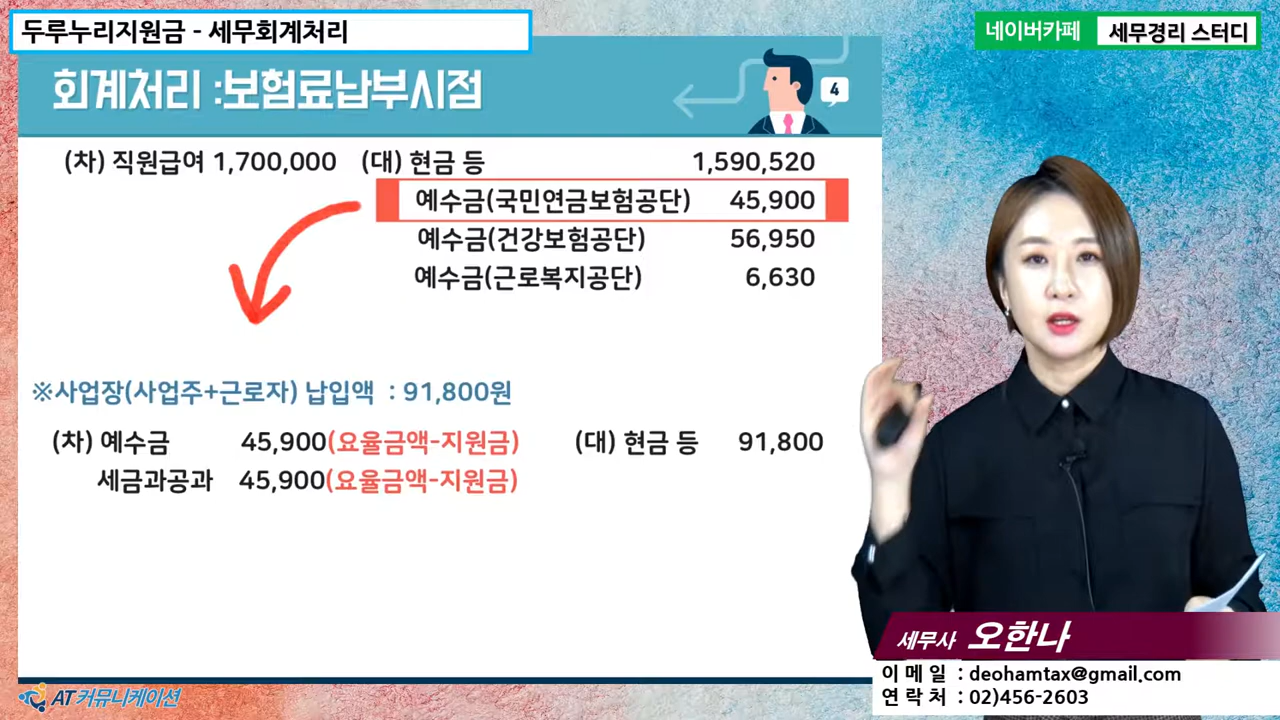 두루누리지원금 - 세무회계처리
네이버카페 세무경리 스터디
회계처리 :보험료납부시점
4
(차) 직원급여 1,700,000 (대) 현금 등 1,590,520
예수금(국민연금보험공단) 45,900
예수금(건강보험공단) 56,950
예수금(근로복지공단) 6,630
※사업장(사업주+근로자) 납입액 : 91,800원
(차) 예수금 45,900(요율금액-지원금) (대) 현금 등 91,800
세금과공과 45,900(요율금액-지원금)
세무사 오한나
이 메 일 : deohamtax@gmail.com
연 락 처 : 02)456-2603
AT커뮤니케이션